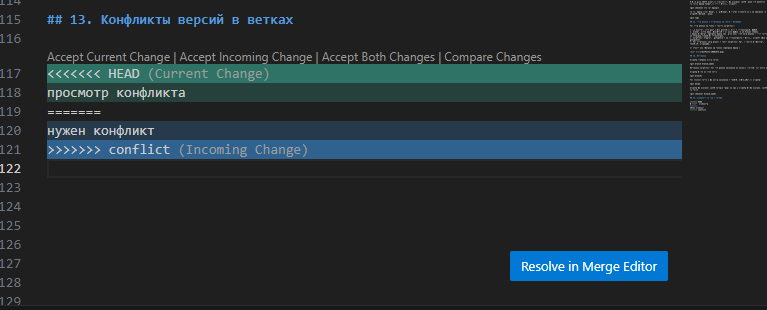 114
115 ## 13. Конфликты версий в ветках
116
Accept Current Change | Accept Incoming Change | Accept Both Changes | Compare Changes
117 <<<<<<< HEAD (Current Change)
118 просмотр конфликта
119 =======
120 нужен конфликт
121 >>>>>>> conflict (Incoming Change)
122
123
124
125
126
127
128
129
Resolve in Merge Editor